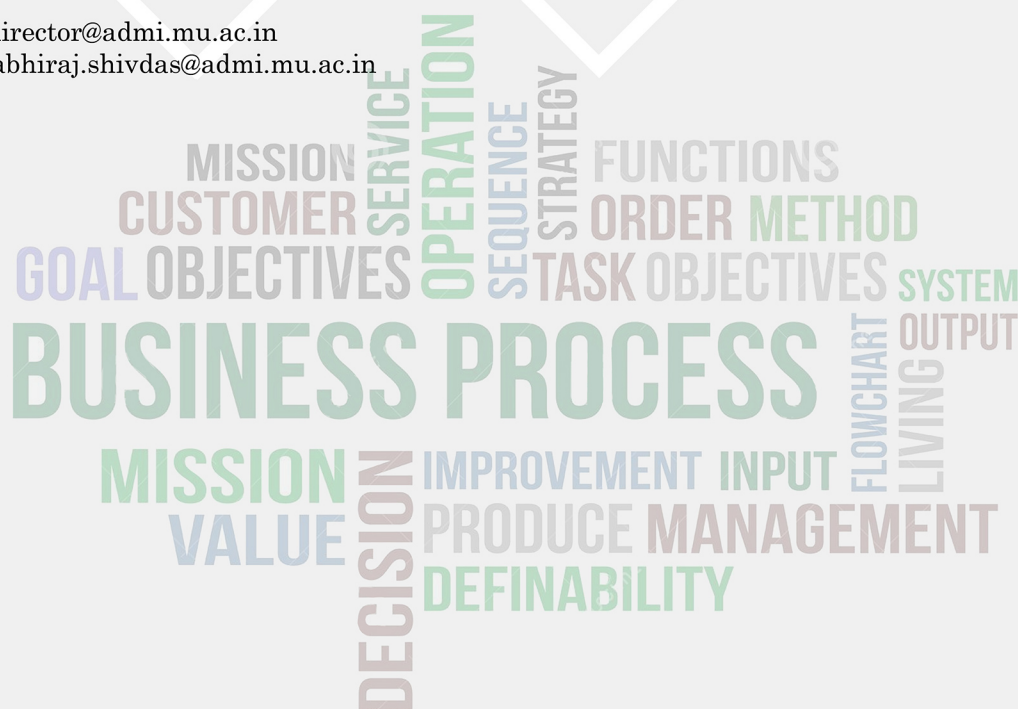 irector@admi.mu.ac.in
abhiraj.shivdas@admi.mu.ac.in
OPERATION
SERVICE
SEQUENCE
STRATEGY
MISSION
FUNCTIONS
CUSTOMER
ORDER METHOD
GOAL OBJECTIVES
TASK OBJECTIVES SYSTEM
BUSINESS PROCESS
OUTPUT
FLOWCHART
LIVING
MISSION
DECISION
IMPROVEMENT INPUT
VALUE
PRODUCE MANAGEMENT
DEFINABILITY